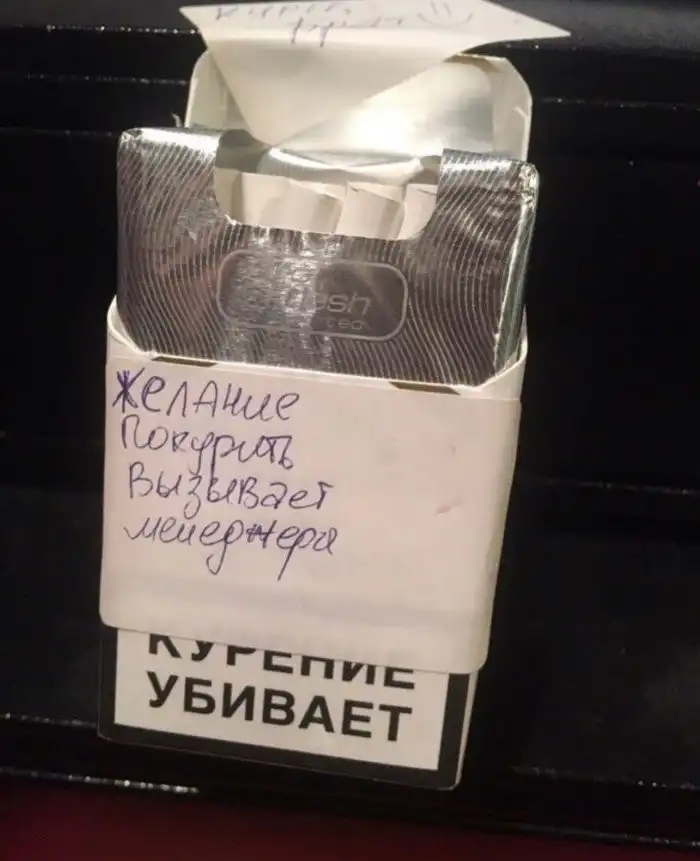 Желание
Покурить
Вызывает
менеджера
КУРЕНИЕ
УБИВАЕТ